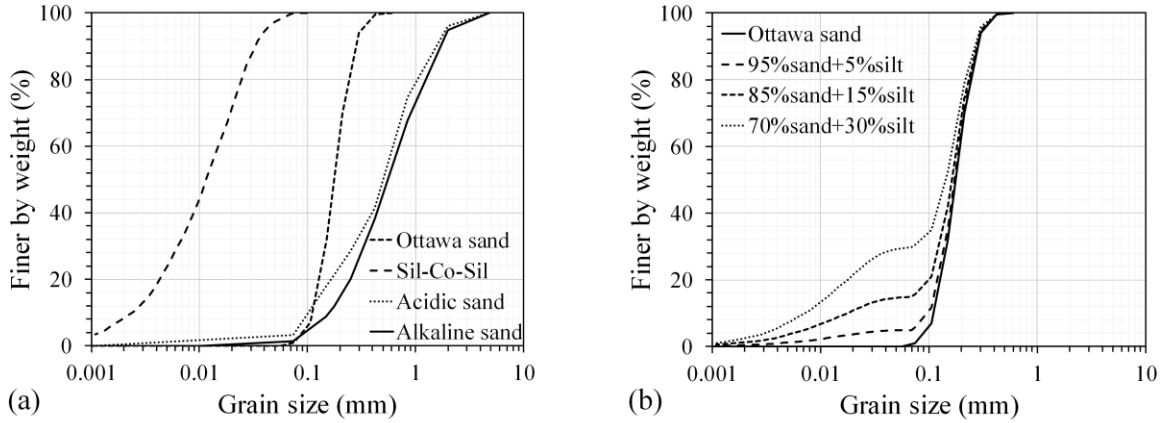 100
80
60
40
20
0
Finer by weight (%)
Ottawa sand
Sil-Co-Sil
Acidic sand
Alkaline sand
0.001 0.01 0.1 1 10
Grain size (mm)
(a)
100
80
60
40
20
0
Finer by weight (%)
Ottawa sand
95%sand+5%silt
85%sand+15%silt
70%sand+30%silt
0.001 0.01 0.1 1 10
Grain size (mm)
(b)